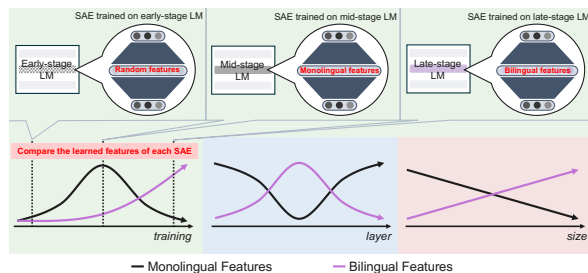 SAE trained on early-stage LM
SAE trained on mid-stage LM
SAE trained on late-stage LM
Early-stage
LM
Random features
Mid-stage
LM
Monolingual features
Late-stage
LM
Bilingual features
Compare the learned features of each SAE
training
layer
size
Monolingual Features
Bilingual Features